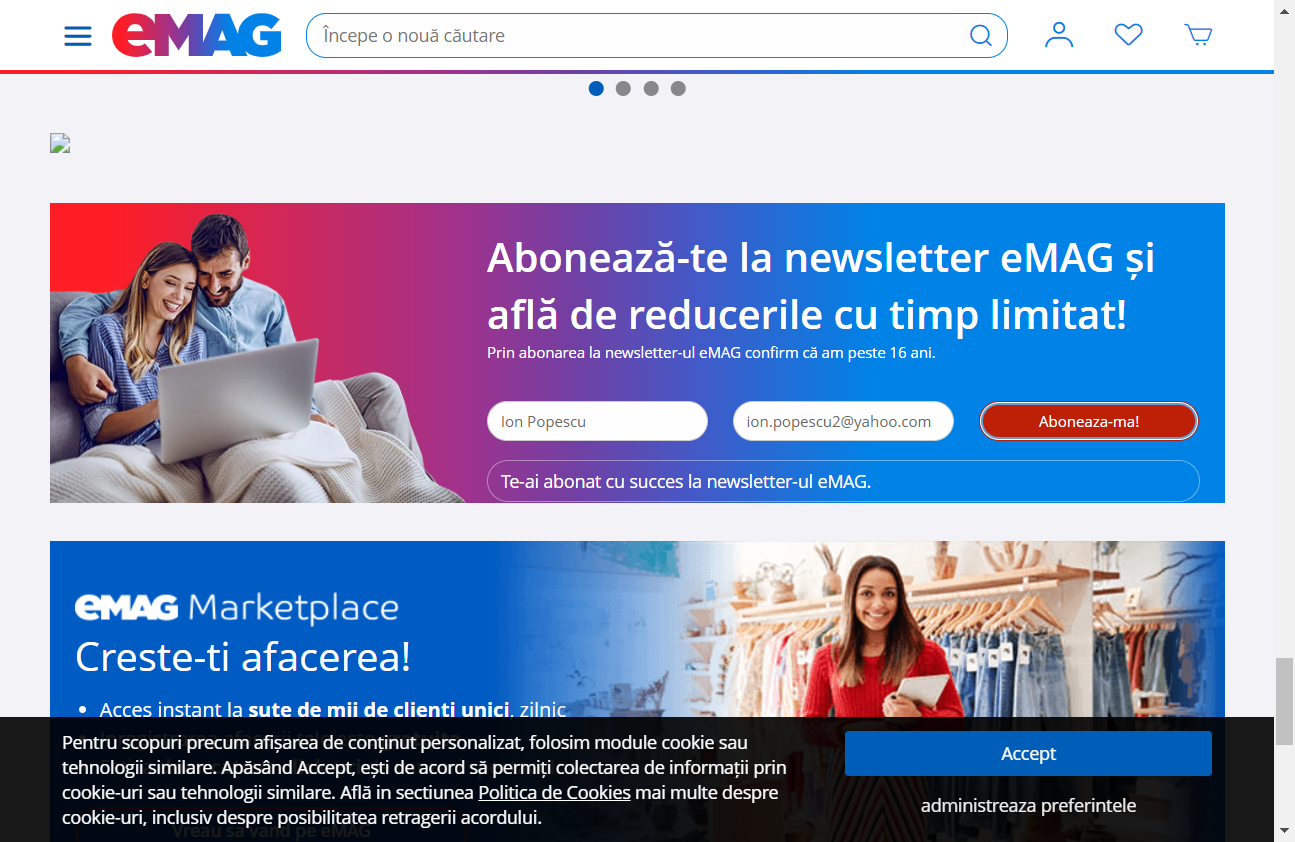 eMAG
Începe o nouă căutare
Abonează-te la newsletter eMAG și
află de reducerile cu timp limitat!
Prin abonarea la newsletter-ul eMAG confirm că am peste 16 ani.
Ion Popescu
ion.popescu2@yahoo.com
Aboneaza-ma!
Te-ai abonat cu succes la newsletter-ul eMAG.
eMAG Marketplace
Creste-ti afacerea!
• Acces instant la sute de mii de clienti unici, zilnic
Pentru scopuri precum afișarea de conținut personalizat, folosim module cookie sau
tehnologii similare. Apăsând Accept, ești de acord să permiți colectarea de informații prin
cookie-uri sau tehnologii similare. Află in sectiunea Politica de Cookies mai multe despre
cookie-uri, inclusiv despre posibilitatea retragerii acordului.
Accept
administreaza preferintele
Vreau sa vand pe eMAG